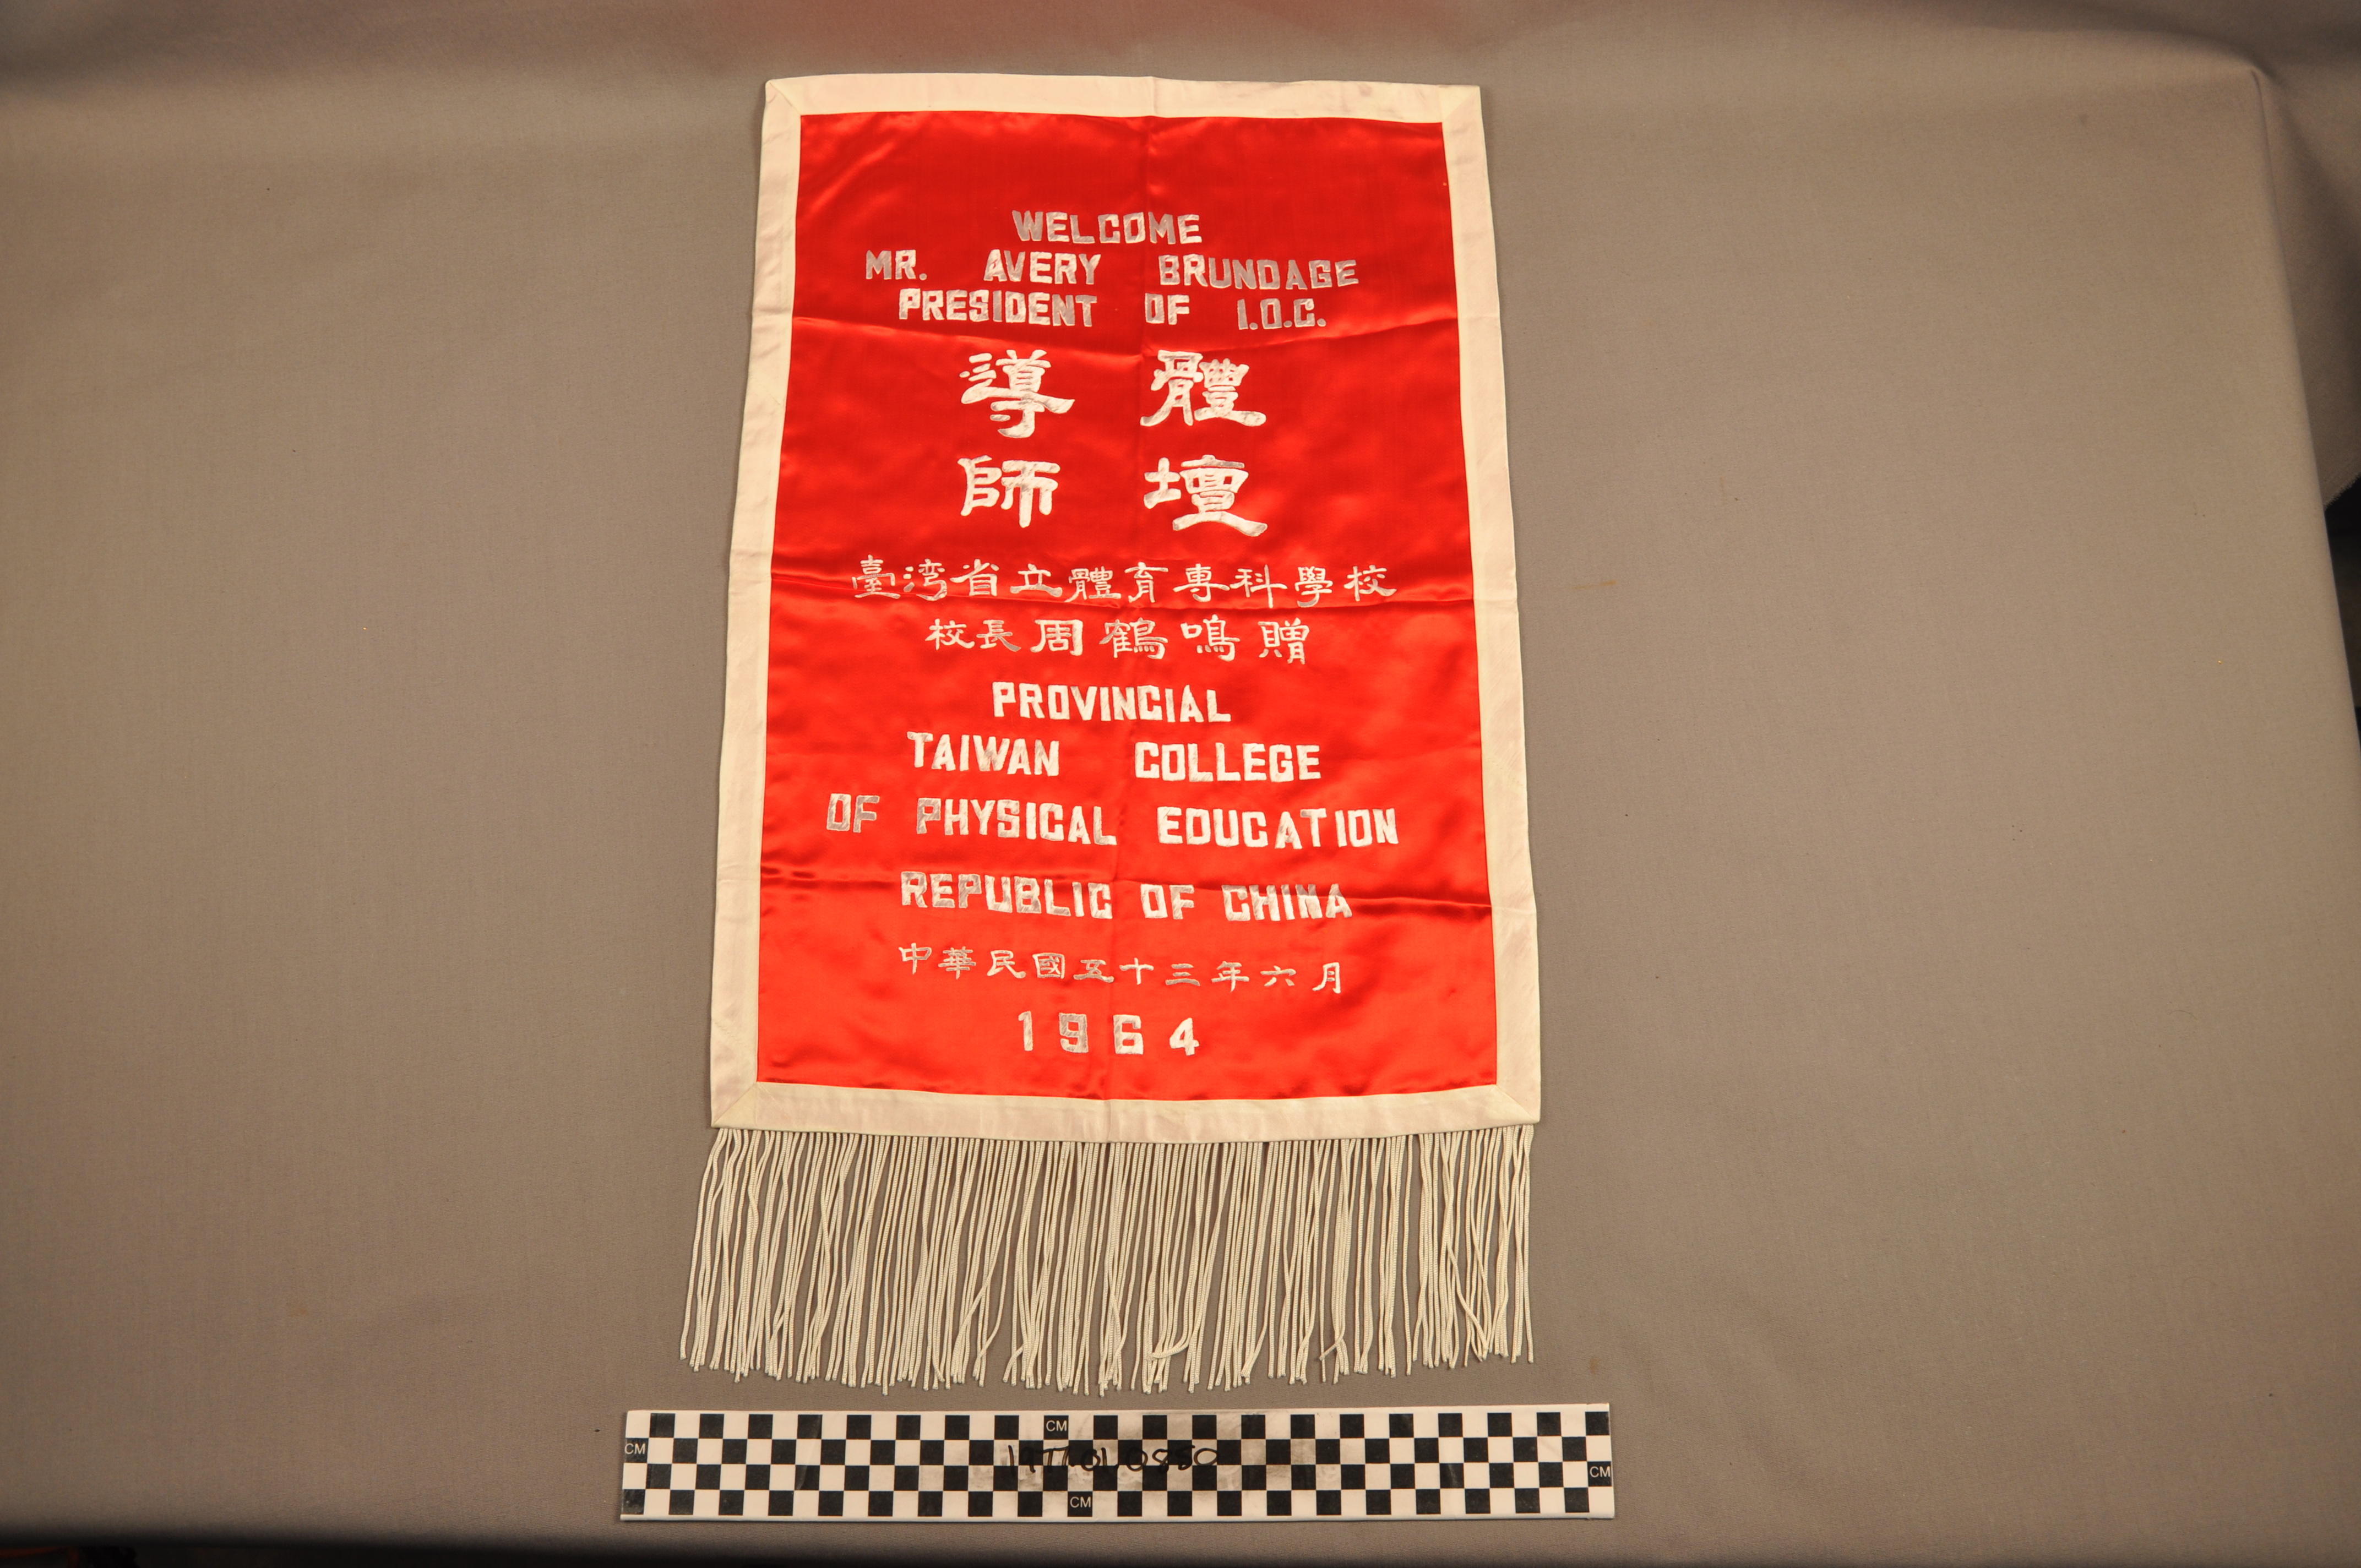 WELCOME
MR. AVERY BRUNDAGE
PRESIDENT OF I.O.C.
體壇
導師
臺湾省立體育專科學校
校長周鶴鳴贈
PROVINCIAL
TAIWAN COLLEGE
OF PHYSICAL EDUCATION
REPUBLIC OF CHINA
中華民國五十三年六月
1964
CM
CM
CM
CM